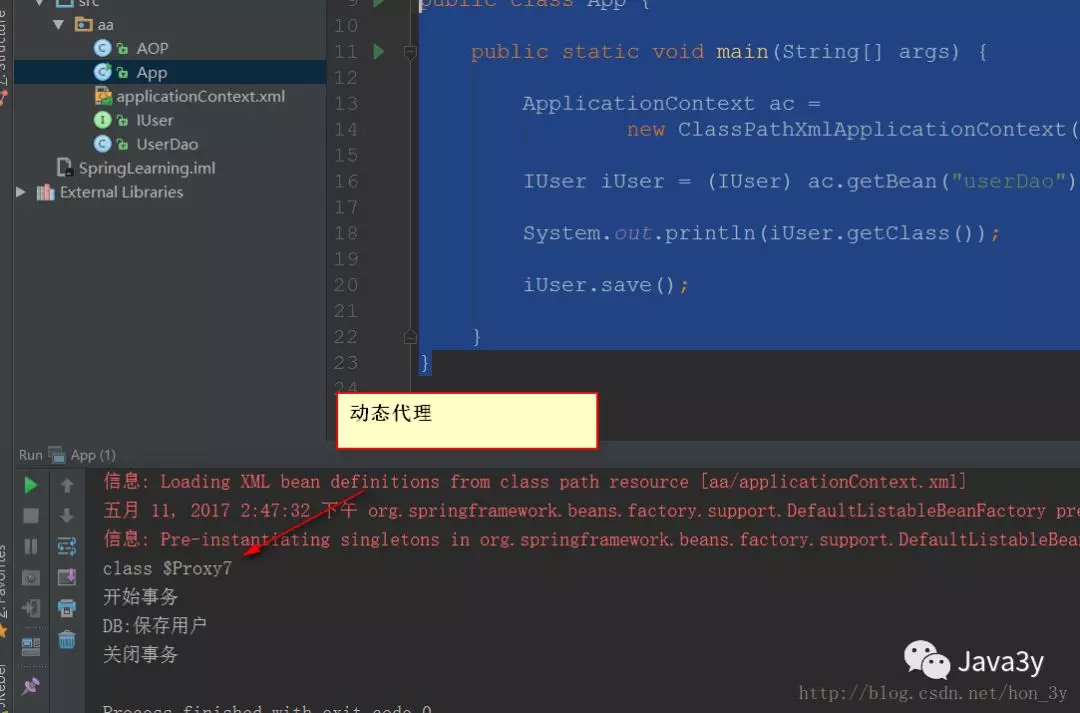 src
aa
AOP
App
applicationContext.xml
IUser
UserDao
SpringLearning.iml
External Libraries
Z: Structure
9 public class App {
10
11 public static void main(String[] args) {
12
13 ApplicationContext ac =
14 new ClassPathXmlApplicationContext(
15
16 IUser iUser = (IUser) ac.getBean("userDao")
17
18 System.out.println(iUser.getClass());
19
20 iUser.save();
21
22 }
23 }
24
动态代理
Run App (1)
信息: Loading XML bean definitions from class path resource [aa/applicationContext.xml]
五月 11, 2017 2:47:32 下午 org.springframework.beans.factory.support.DefaultListableBeanFactory pre
信息: Pre-instantiating singletons in org.springframework.beans.factory.support.DefaultListableBean
class $Proxy7
开始事务
DB:保存用户
关闭事务
Process finished with exit code 0
2: Favorites
JRebel
Java3y
http://blog.csdn.net/hon_3y